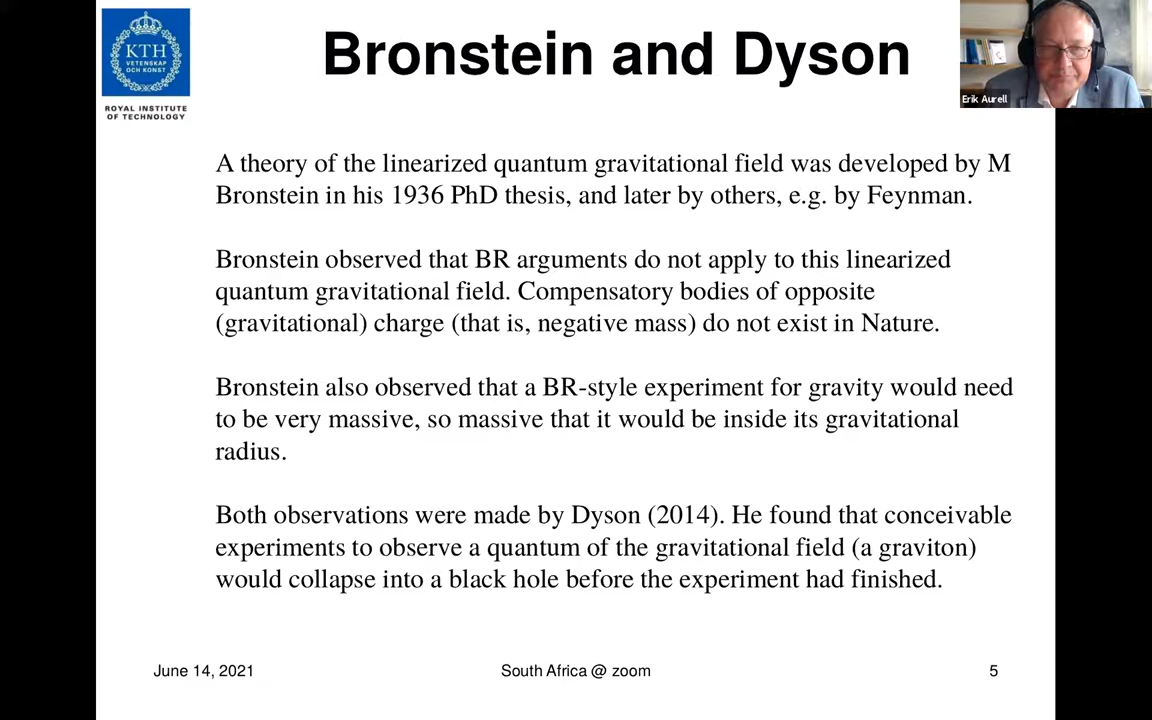 KTH
VETENSKAP
OCH KONST
ROYAL INSTITUTE
OF TECHNOLOGY
Bronstein and Dyson
Erik Aurell
A theory of the linearized quantum gravitational field was developed by M
Bronstein in his 1936 PhD thesis, and later by others, e.g. by Feynman.
Bronstein observed that BR arguments do not apply to this linearized
quantum gravitational field. Compensatory bodies of opposite
(gravitational) charge (that is, negative mass) do not exist in Nature.
Bronstein also observed that a BR-style experiment for gravity would need
to be very massive, so massive that it would be inside its gravitational
radius.
Both observations were made by Dyson (2014). He found that conceivable
experiments to observe a quantum of the gravitational field (a graviton)
would collapse into a black hole before the experiment had finished.
June 14, 2021
South Africa @ zoom
5